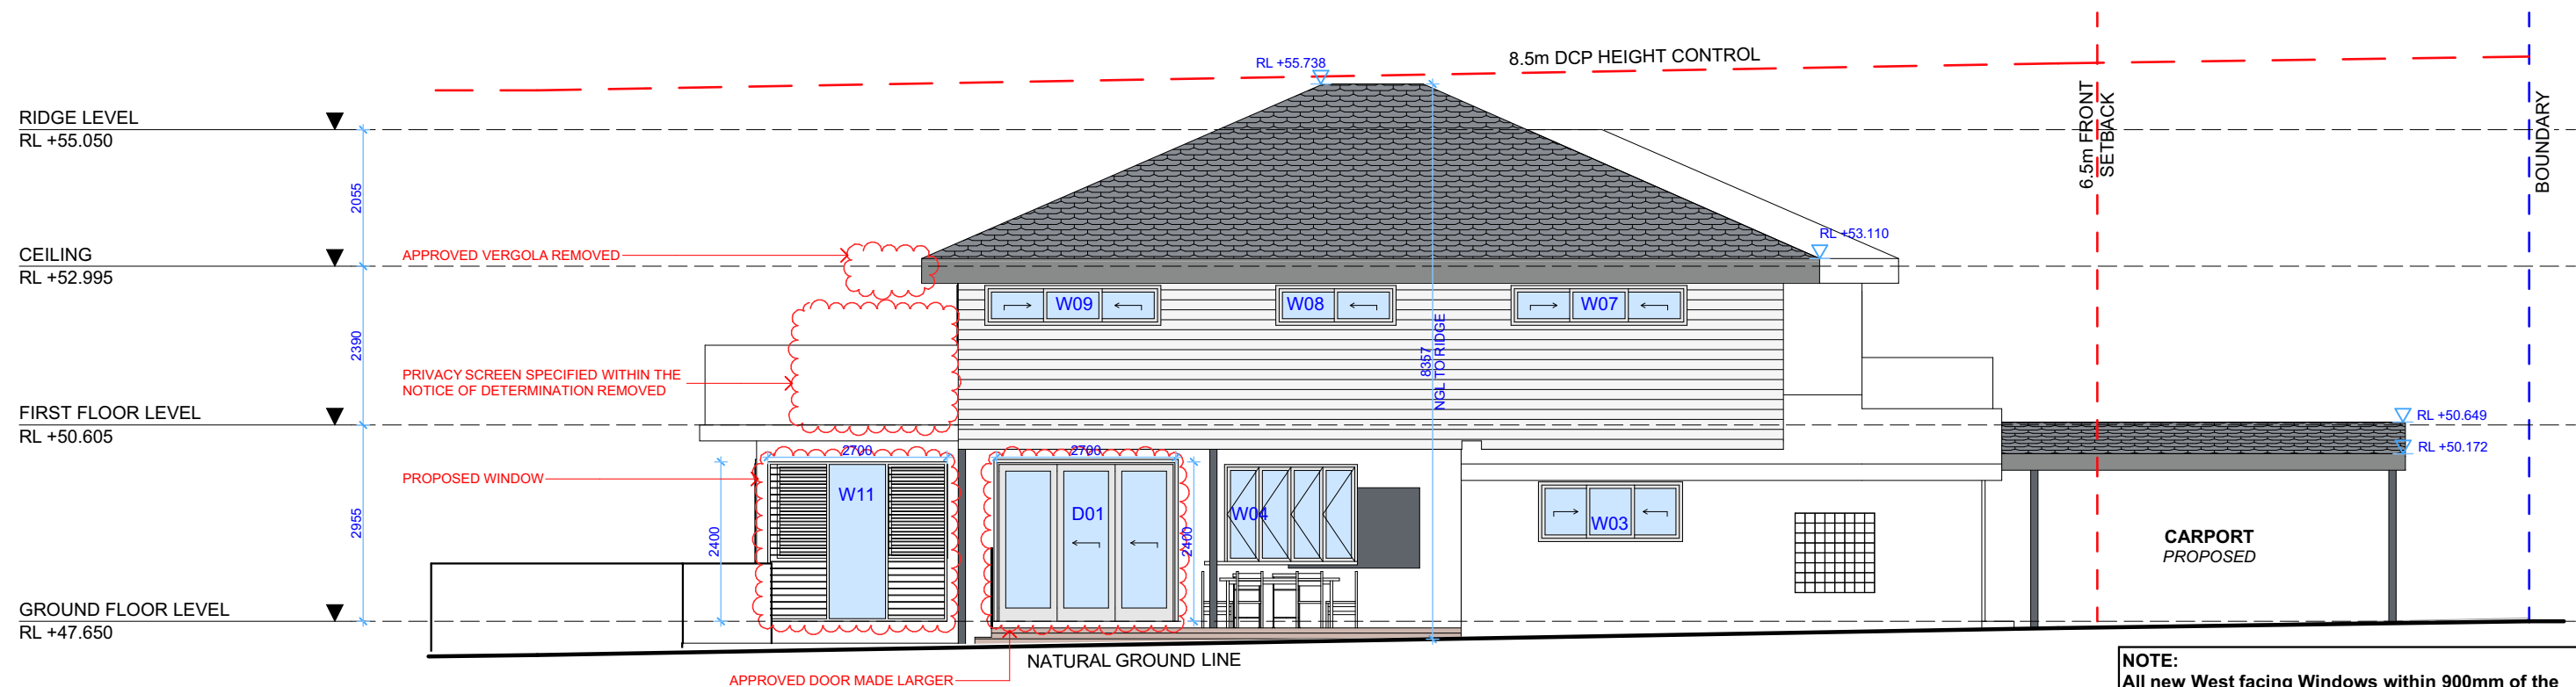 8.5m DCP HEIGHT CONTROL
RL +55.738
6.5m FRONT
SETBACK
BOUNDARY
RIDGE LEVEL
RL +55.050
2055
RL +53.110
CEILING
RL +52.995
APPROVED VERGOLA REMOVED
W09
W08
W07
2390
8357
NGL TO RIDGE
PRIVACY SCREEN SPECIFIED WITHIN THE
NOTICE OF DETERMINATION REMOVED
FIRST FLOOR LEVEL
RL +50.605
RL +50.649
RL +50.172
2700
2700
PROPOSED WINDOW
W11
D01
W04
W03
2955
2400
2400
CARPORT
PROPOSED
GROUND FLOOR LEVEL
RL +47.650
NATURAL GROUND LINE
APPROVED DOOR MADE LARGER
NOTE:
All new West facing Windows within 900mm of the